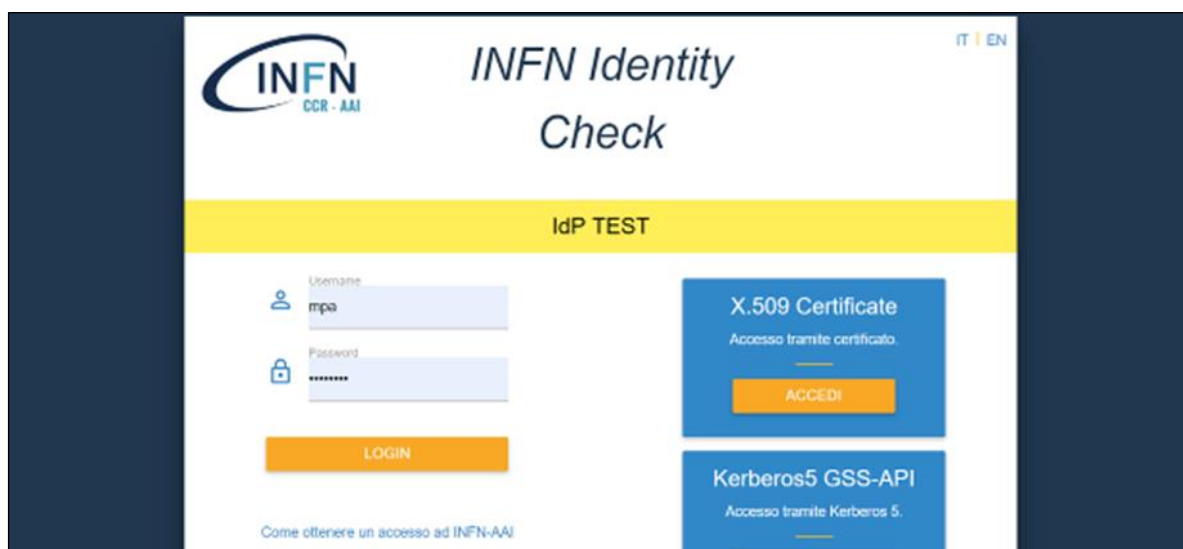 INFN
CCR - AAI
INFN Identity
Check
IT | EN
IdP TEST
Username
mpa
Password
••••••••
LOGIN
Come ottenere un accesso ad INFN-AAI
X.509 Certificate
Accesso tramite certificato.
ACCEDI
Kerberos5 GSS-API
Accesso tramite Kerberos 5.